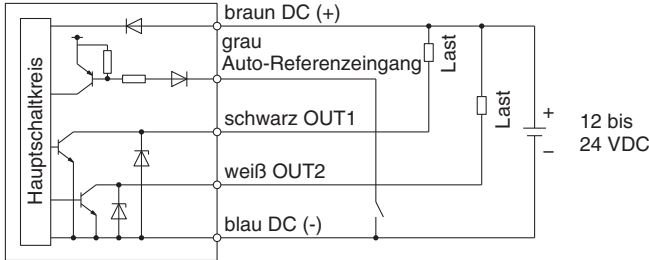 braun DC (+)
grau
Auto-Referenzeingang
Last
Last
Hauptschaltkreis
schwarz OUT1
+
12 bis
–
24 VDC
weiß OUT2
blau DC (-)